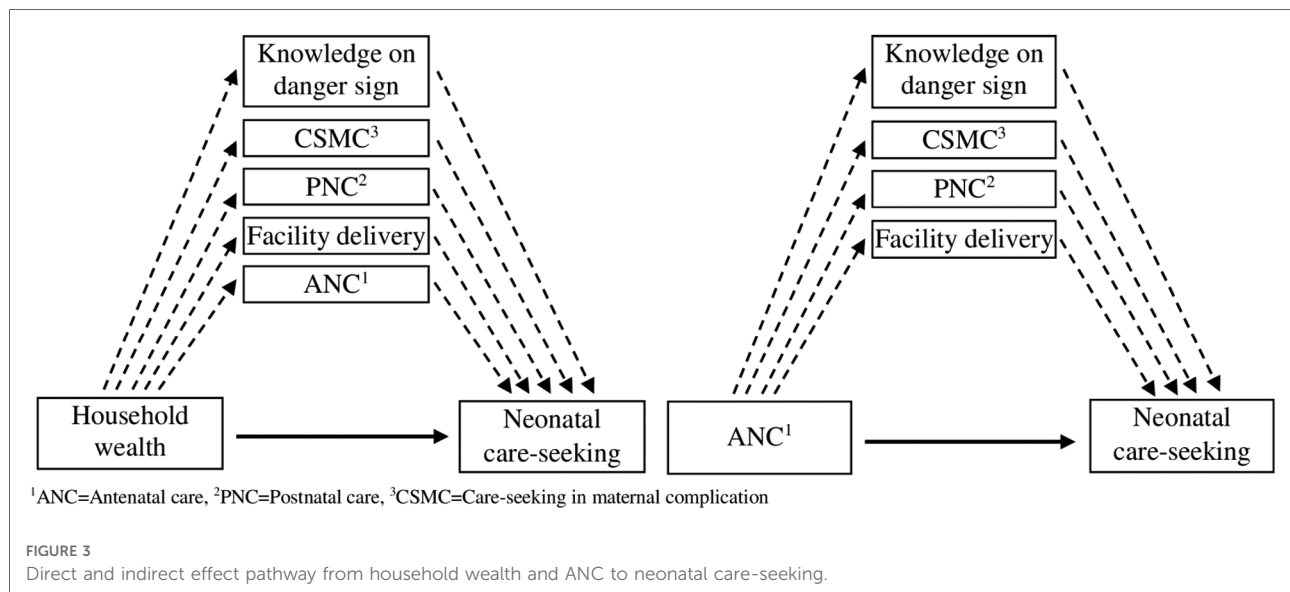 Knowledge on
danger sign
CSMC³
PNC²
Facility delivery
ANC¹
Household
wealth
Neonatal
care-seeking
Knowledge on
danger sign
CSMC³
PNC²
Facility delivery
ANC¹
Neonatal
care-seeking
¹ANC=Antenatal care, ²PNC=Postnatal care, ³CSMC=Care-seeking in maternal complication
FIGURE 3
Direct and indirect effect pathway from household wealth and ANC to neonatal care-seeking.